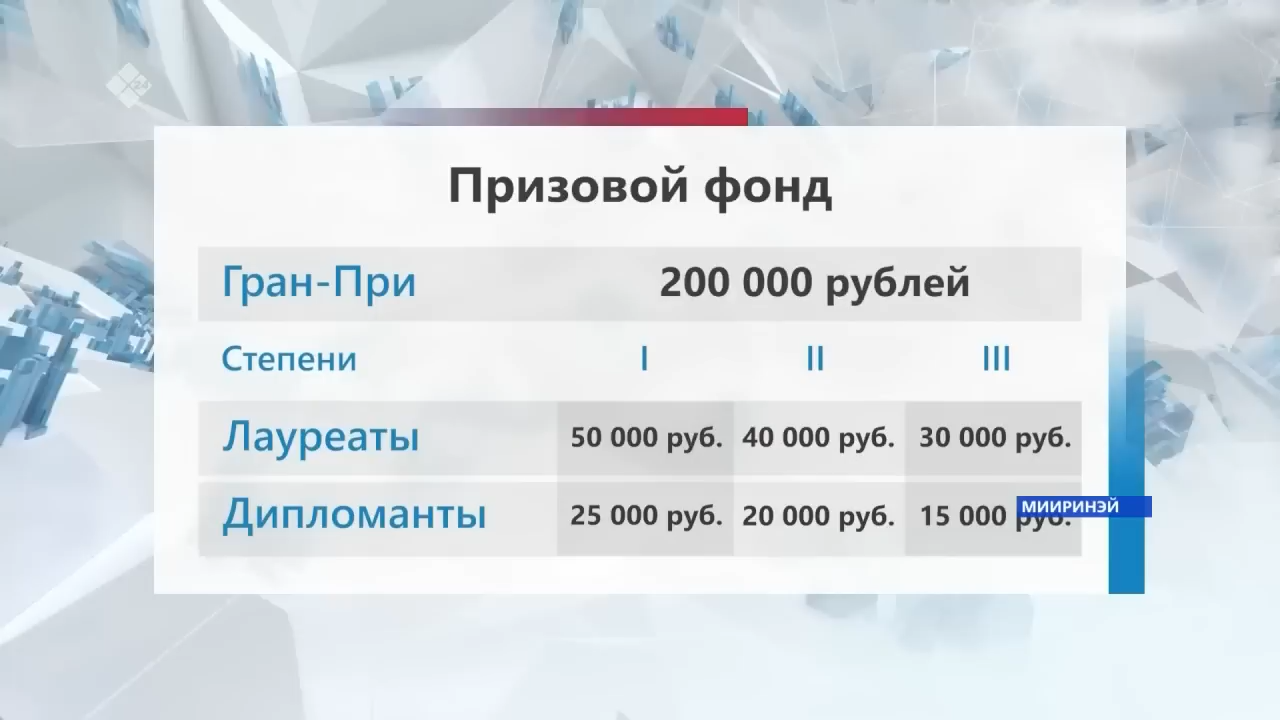 Призовой фонд
Гран-При 200 000 рублей
Степени I II III
Лауреаты 50 000 руб. 40 000 руб. 30 000 руб.
Дипломанты 25 000 руб. 20 000 руб. 15 000 руб.
МИИРИНЭЙ